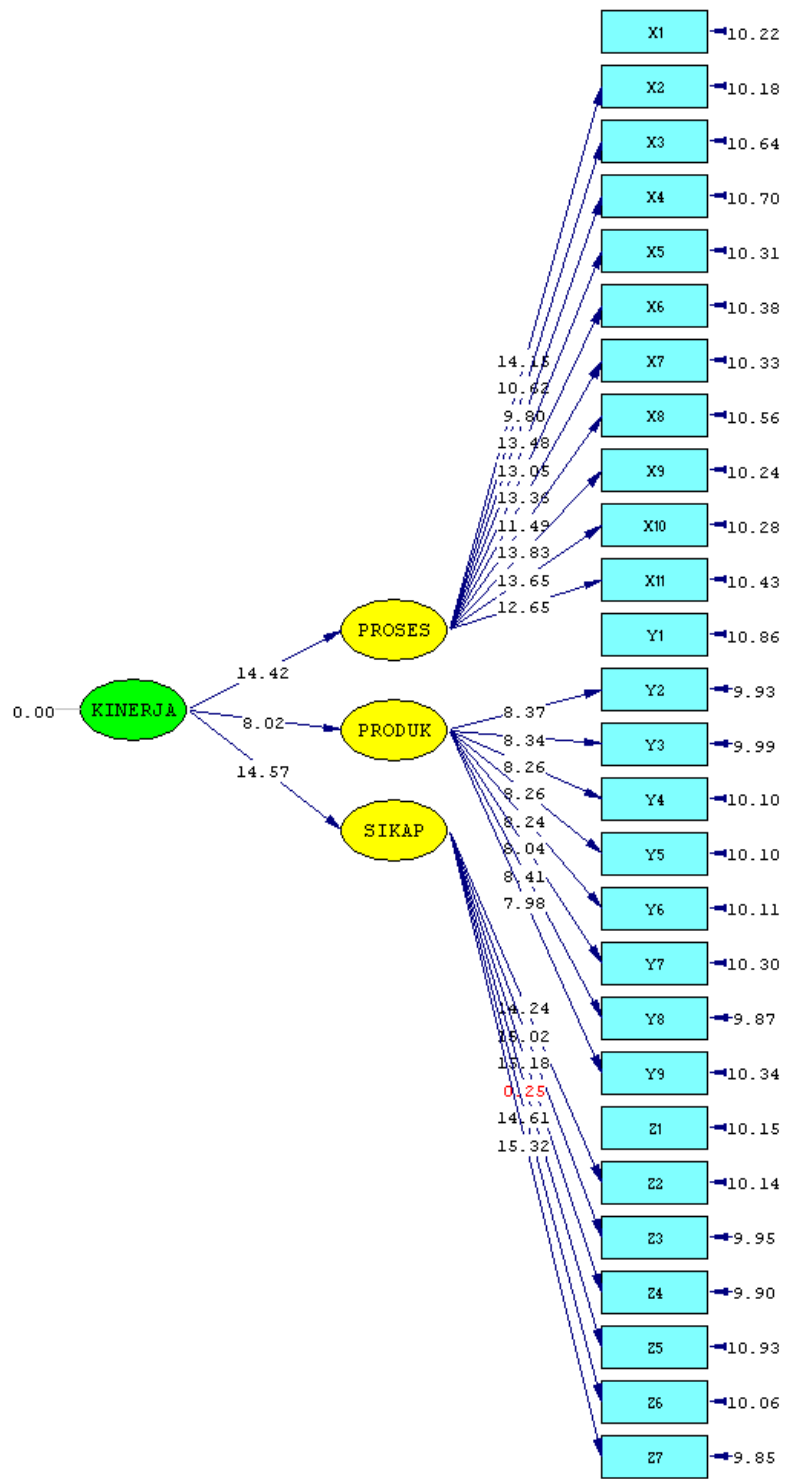 X1 10.22
X2 10.18
X3 10.64
X4 10.70
X5 10.31
X6 10.38
X7 10.33
X8 10.56
X9 10.24
X10 10.28
X11 10.43
Y1 10.86
Y2 9.93
Y3 9.99
Y4 10.10
Y5 10.10
Y6 10.11
Y7 10.30
Y8 9.87
Y9 10.34
Z1 10.15
Z2 10.14
Z3 9.95
Z4 9.90
Z5 10.93
Z6 10.06
Z7 9.85
14.15
10.62
9.80
13.48
13.05
13.36
11.49
13.83
13.65
12.65
PROSES
14.42
0.00 KINERJA
8.02
PRODUK
14.57
SIKAP
8.37
8.34
8.26
8.26
8.24
8.04
8.41
7.98
14.24
15.02
15.18
0.25
14.61
15.32